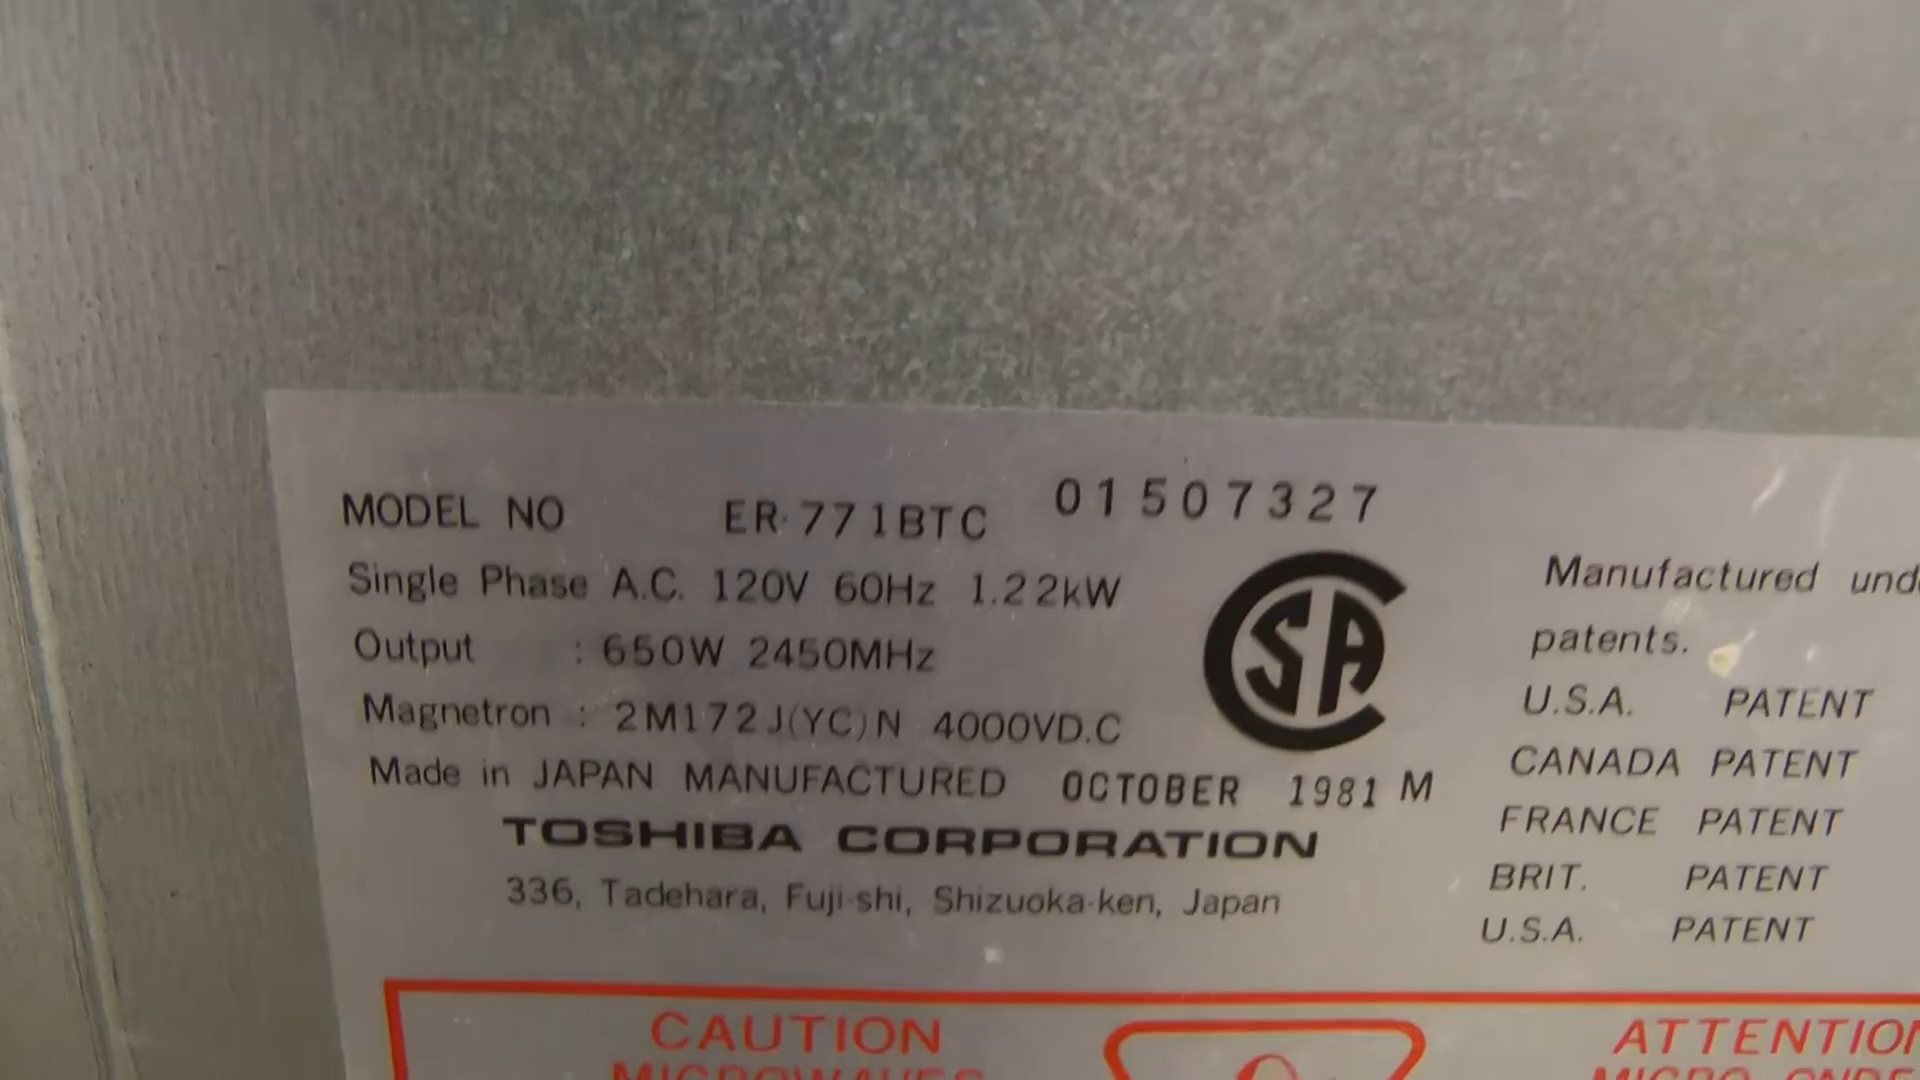 MODEL NO ER-771BTC 01507327
Single Phase A.C. 120V 60Hz 1.22kW
Output : 650W 2450MHz
Magnetron : 2M172J(YC)N 4000VD.C
Made in JAPAN MANUFACTURED OCTOBER 1981 M
TOSHIBA CORPORATION
336, Tadehara, Fuji-shi, Shizuoka-ken, Japan
SA
Manufactured
patents.
U.S.A. PATENT
CANADA PATENT
FRANCE PATENT
BRIT. PATENT
U.S.A. PATENT
CAUTION
MICROWAVES
ATTENTION